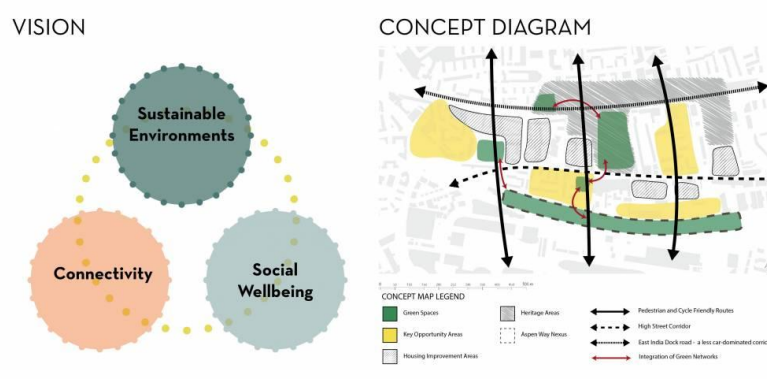 VISION
Sustainable
Environments
Connectivity
Social
Wellbeing
CONCEPT DIAGRAM
CONCEPT MAP LEGEND
Green Spaces
Key Opportunity Areas
Housing Improvement Areas
Heritage Areas
Aspen Way Nexus
Pedestrian and Cycle Friendly Routes
High Street Corridor
East India Dock road - a less car-dominated
Integration of Green Networks